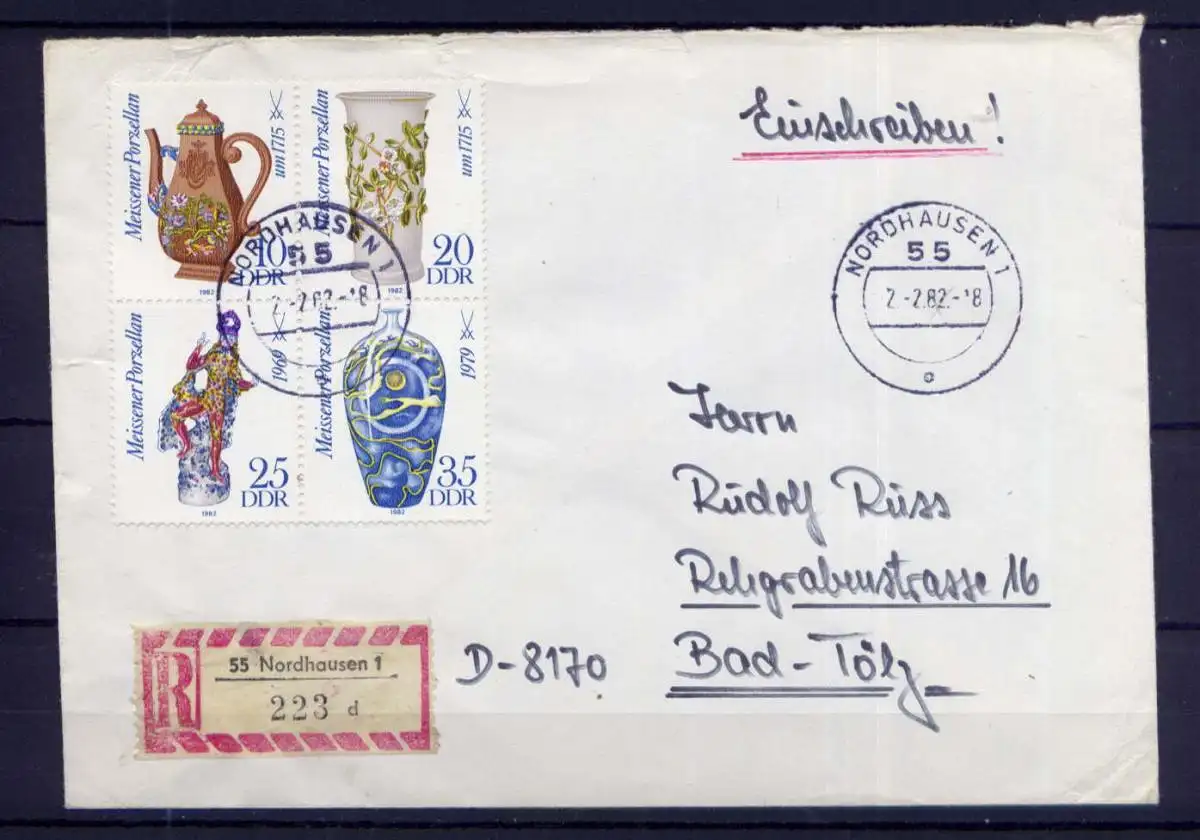 Meissener Porzellan
um 1715
10
DDR
1982
Meissener Porzellan
um 1715
20
DDR
1982
Meissener Porzellan
1969
25
DDR
1982
Meissener Porzellan
1979
35
DDR
1982
NORDHAUSEN 1
55
2.-2.82.-18
Einschreiben!
NORDHAUSEN 1
55
2.-2.82.-18
c
Herrn
Rudolf Russ
Rehgrabenstrasse 16
D-8170 Bad-Tölz
R
55 Nordhausen 1
223 d